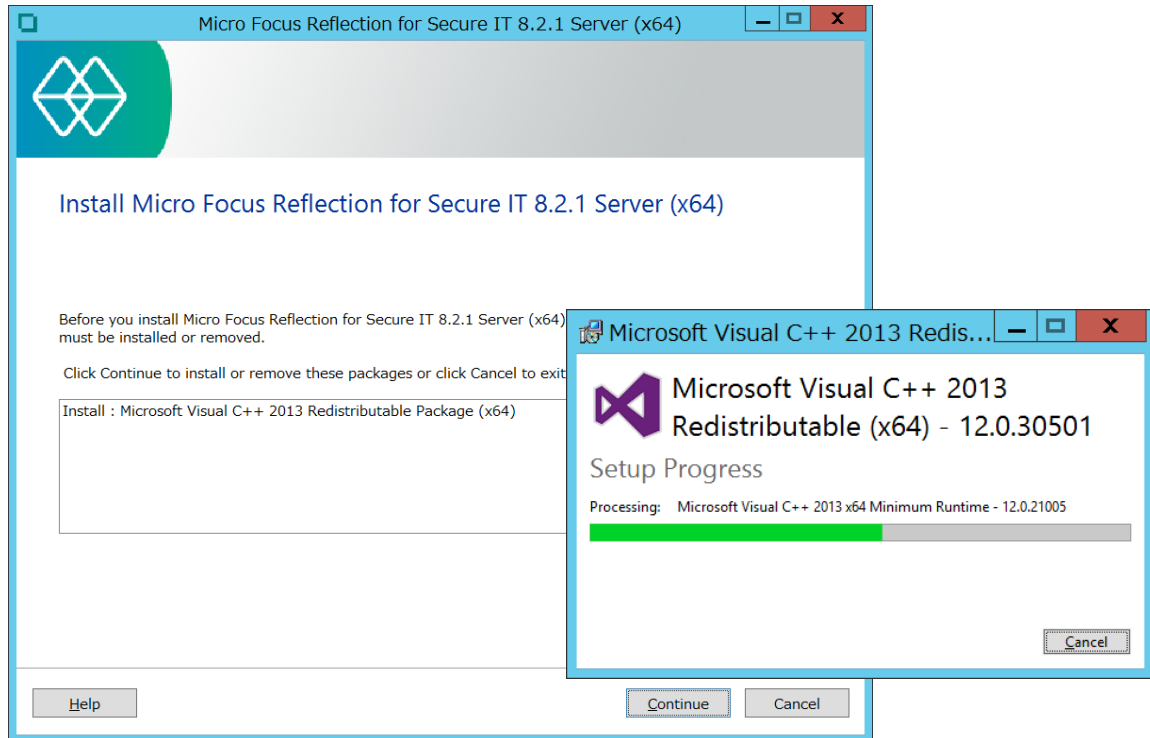 Micro Focus Reflection for Secure IT 8.2.1 Server (x64)
Install Micro Focus Reflection for Secure IT 8.2.1 Server (x64)
Before you install Micro Focus Reflection for Secure IT 8.2.1 Server (x64)
must be installed or removed.
Click Continue to install or remove these packages or click Cancel to exit
Install : Microsoft Visual C++ 2013 Redistributable Package (x64)
Help
Continue
Cancel
Microsoft Visual C++ 2013 Redis...
Microsoft Visual C++ 2013
Redistributable (x64) - 12.0.30501
Setup Progress
Processing: Microsoft Visual C++ 2013 x64 Minimum Runtime - 12.0.21005
Cancel